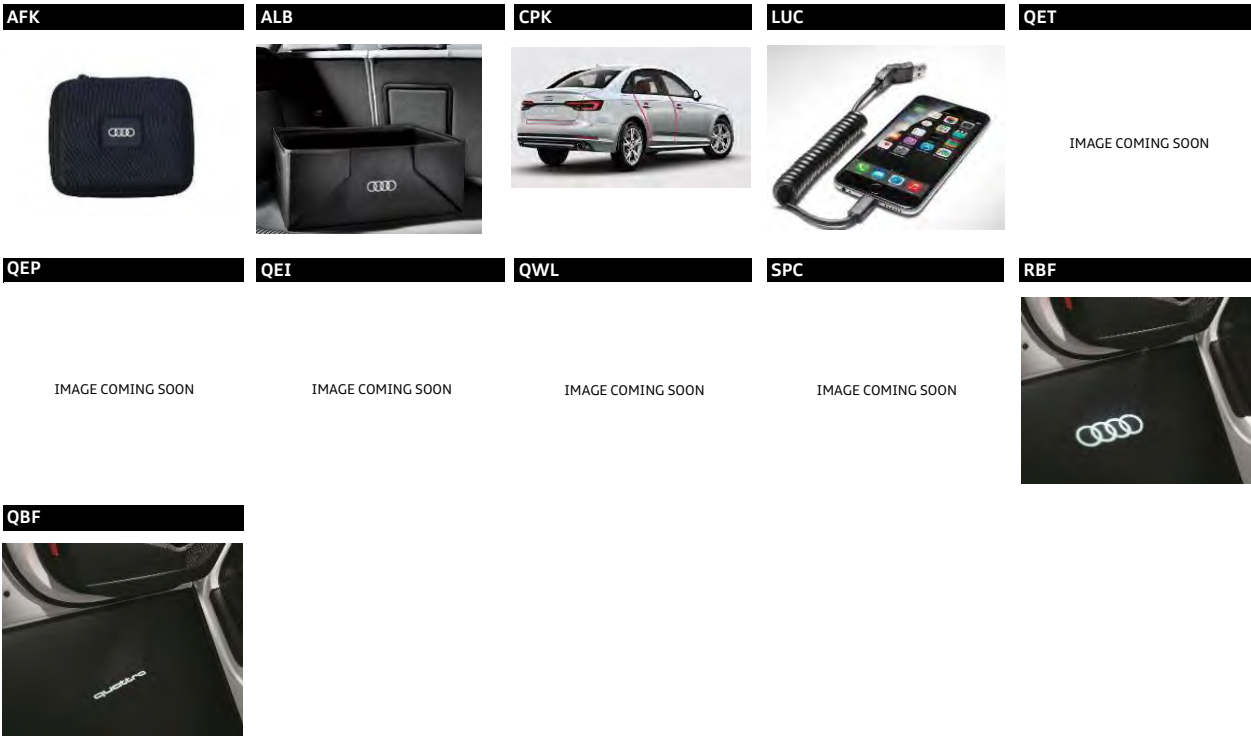 AFK
ALB
CPK
LUC
QET
IMAGE COMING SOON
QEP
QEI
QWL
SPC
RBF
IMAGE COMING SOON
IMAGE COMING SOON
IMAGE COMING SOON
IMAGE COMING SOON
QBF
quattro